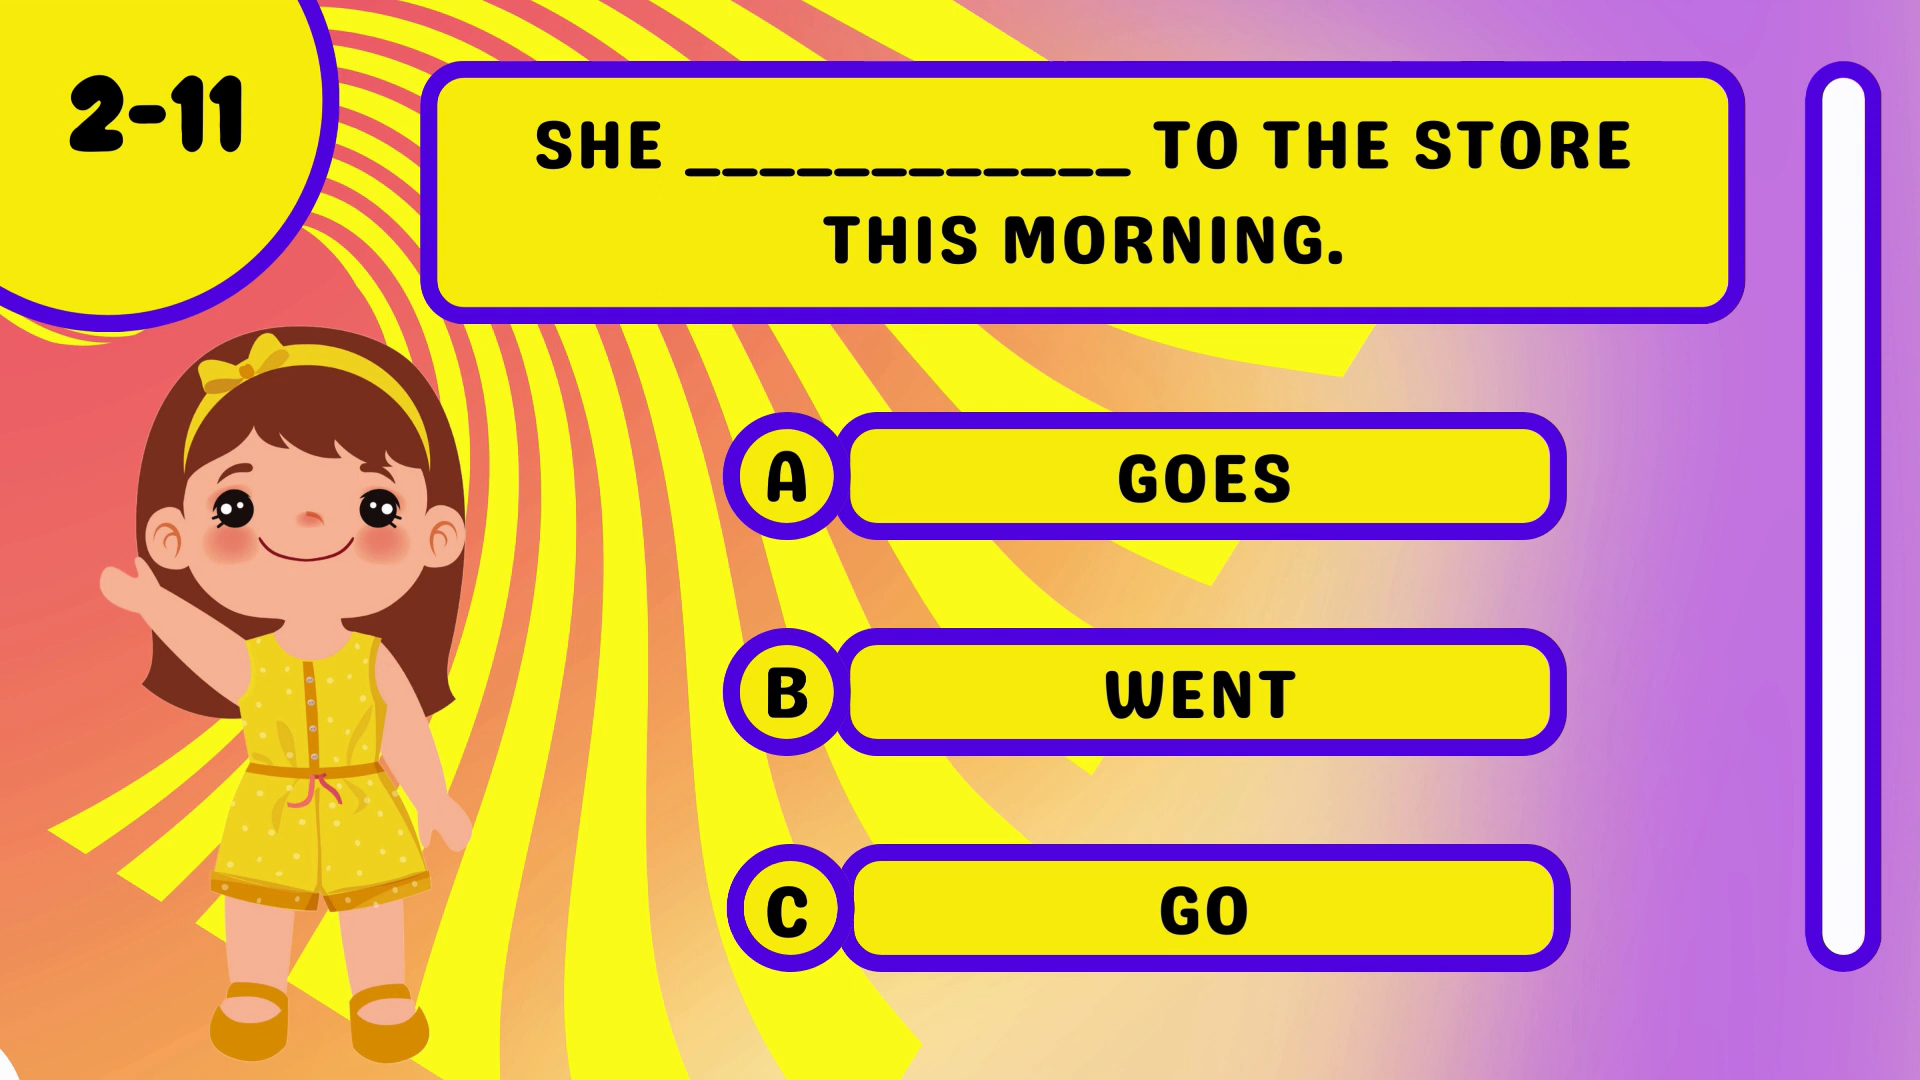 2-11
SHE ____________ TO THE STORE
THIS MORNING.
A GOES
B WENT
C GO